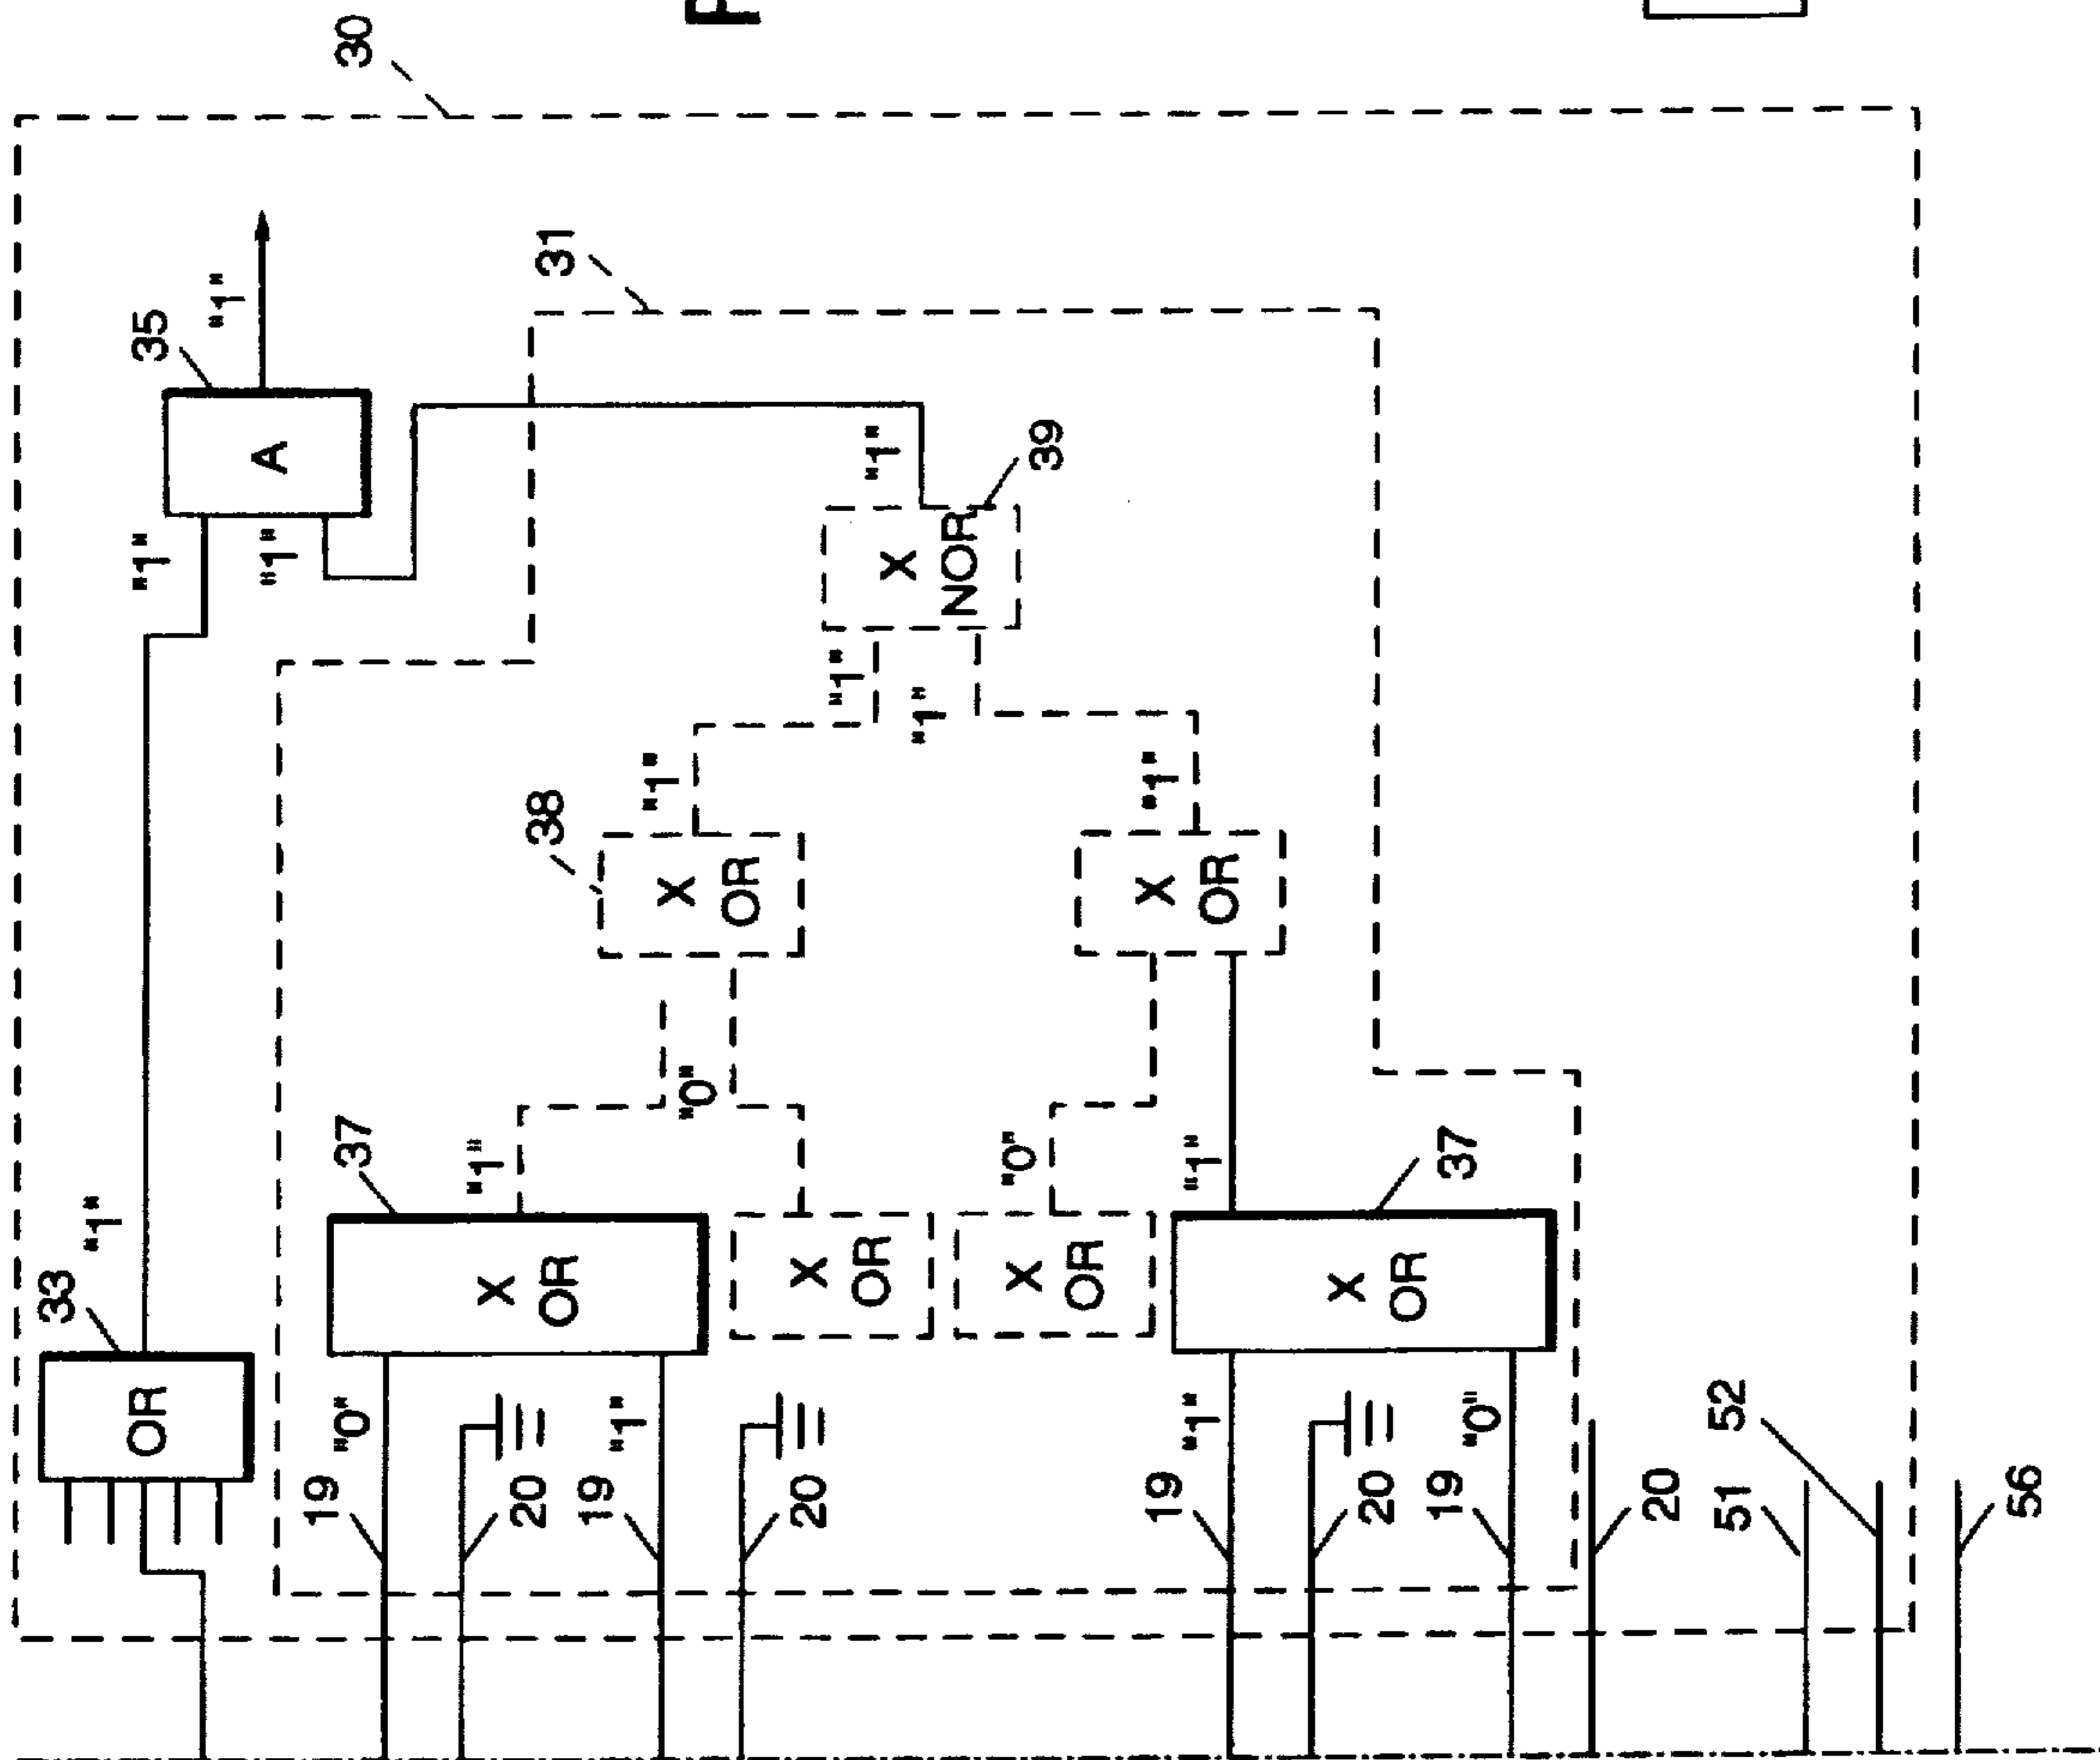 30
F
"1"
35
31
A
"1"
"1"
"1"
39
X
NOR
"1"
"1"
"1"
"1"
38
X
OR
X
OR
"0"
"1"
33
37
"1"
"0"
"1"
37
OR
X
OR
X
OR
X
OR
X
OR
"0"
"1"
"1"
"0"
19
20
19
20
19
20
19
20
51
52
56